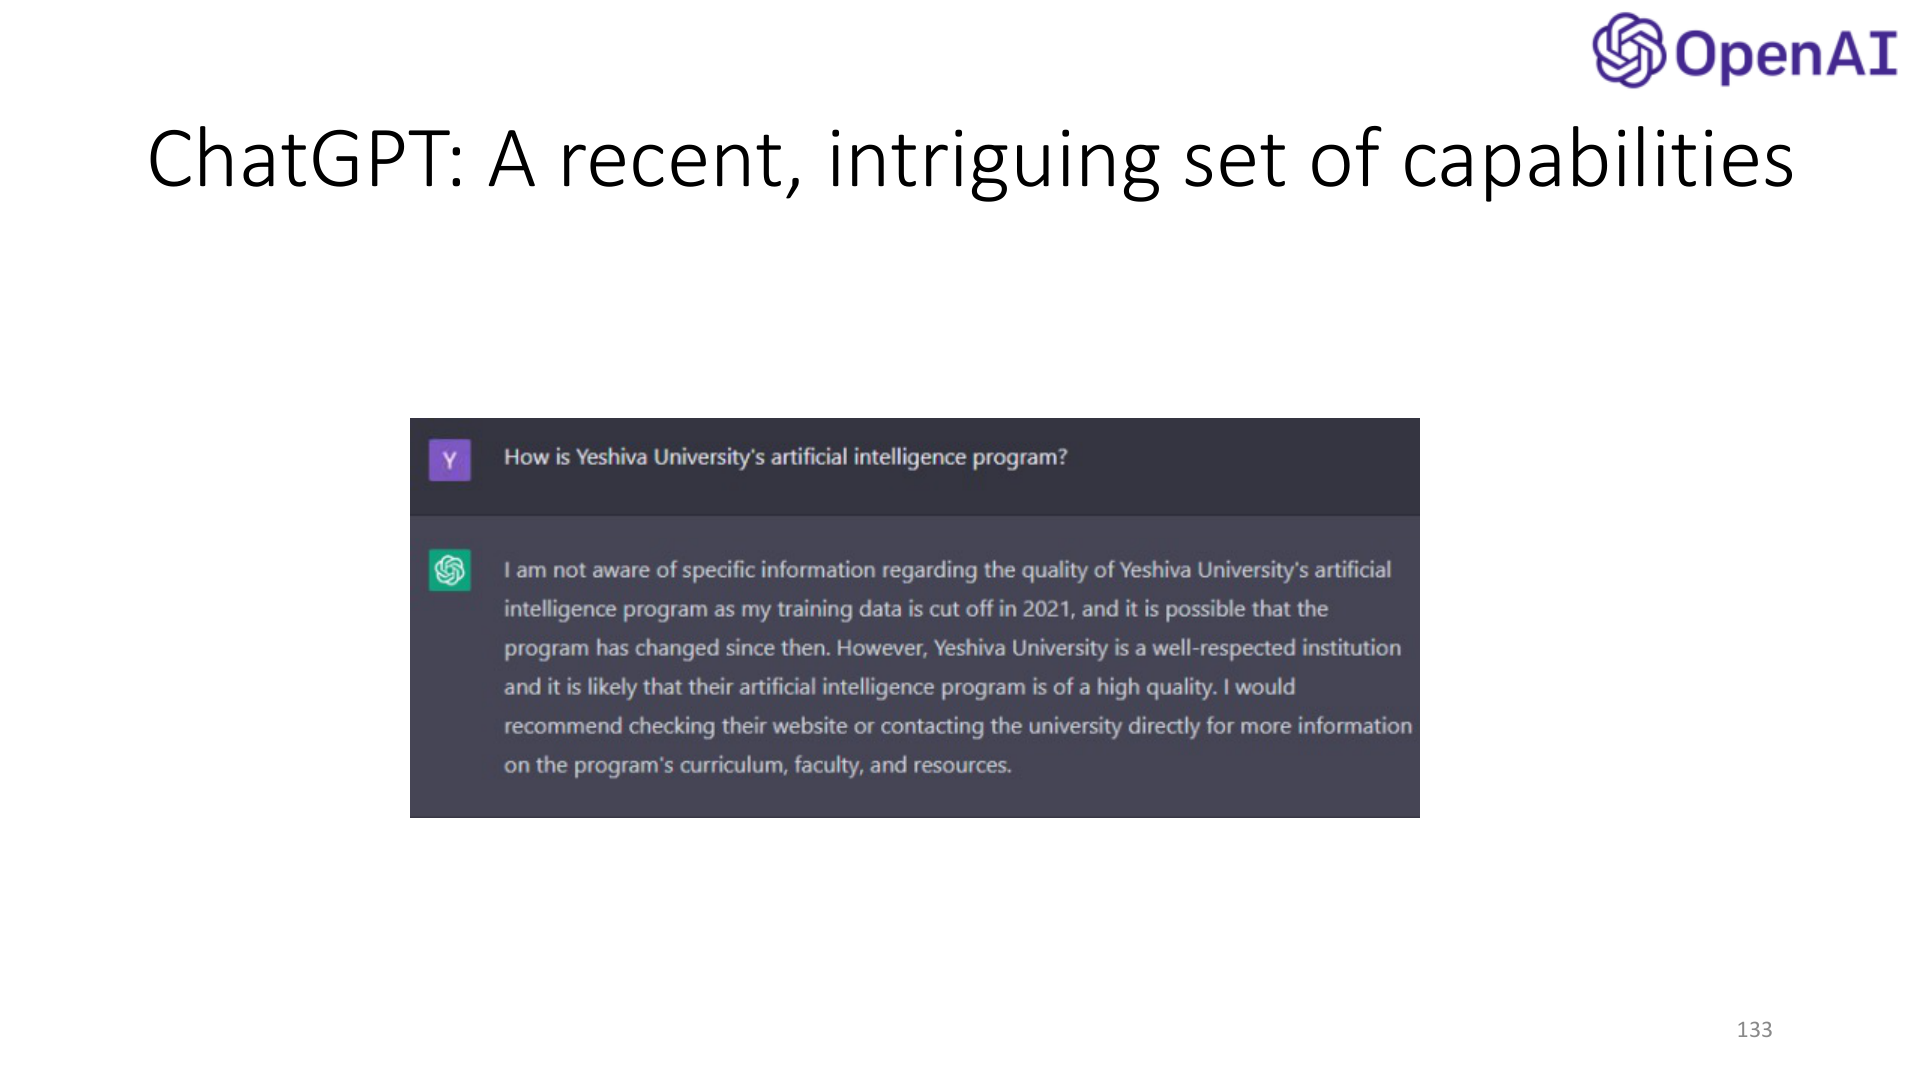 OpenAI
ChatGPT: A recent, intriguing set of capabilities
Y
How is Yeshiva University's artificial intelligence program?
I am not aware of specific information regarding the quality of Yeshiva University's artificial
intelligence program as my training data is cut off in 2021, and it is possible that the
program has changed since then. However, Yeshiva University is a well-respected institution
and it is likely that their artificial intelligence program is of a high quality. I would
recommend checking their website or contacting the university directly for more information
on the program's curriculum, faculty, and resources.
133